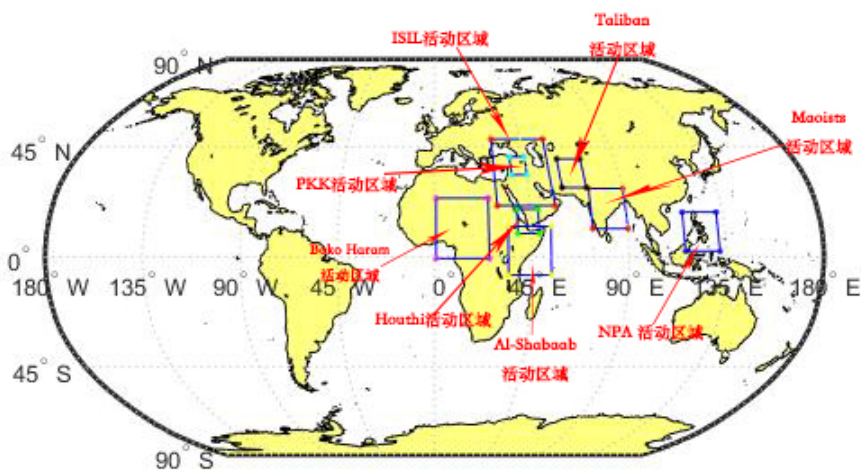 Taliban
活动区域
ISIL活动区域
90° N
Maoists
活动区域
45° N
PKK活动区域
Boko Haram
活动区域
0°
180° W
135° W
90° W
45° W
0°
45° E
90° E
135° E
180° E
Houthi活动区域
NPA 活动区域
Al-Shabaab
活动区域
45° S
90° S